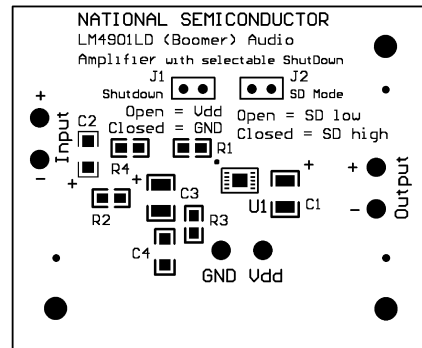 NATIONAL SEMICONDUCTOR
LM4901LD (Boomer) Audio
Amplifier with selectable ShutDown
J1
J2
Shutdown
SD Mode
Open = Vdd
Closed = GND
Open = SD low
Closed = SD high
+
C2
Input
-
+
R4
R1
R2
+
C3
R3
C4
U1
+
C1
+
-
Output
GND Vdd